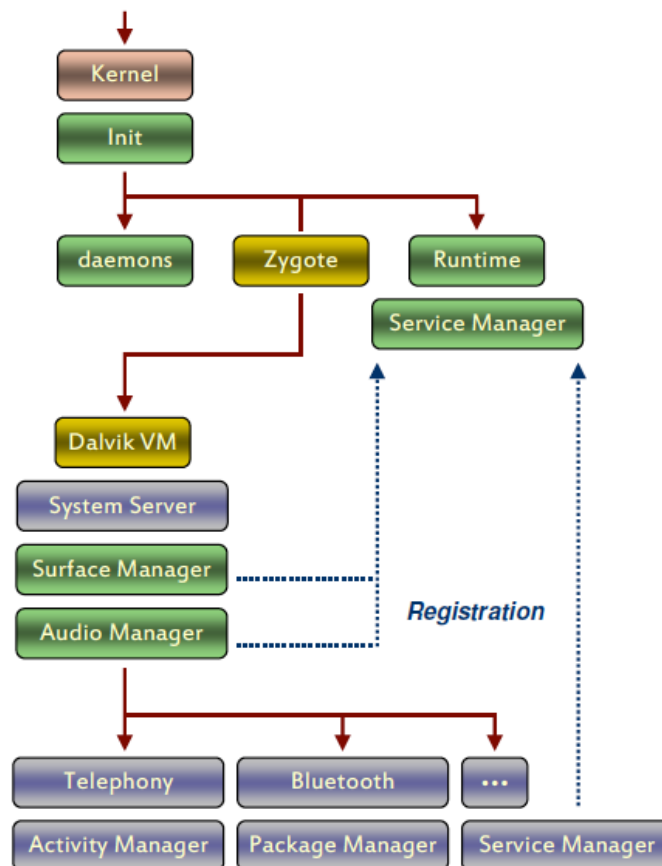 Kernel
Init
daemons
Zygote
Runtime
Service Manager
Dalvik VM
System Server
Surface Manager
Audio Manager
Registration
Telephony
Bluetooth
...
Activity Manager
Package Manager
Service Manager